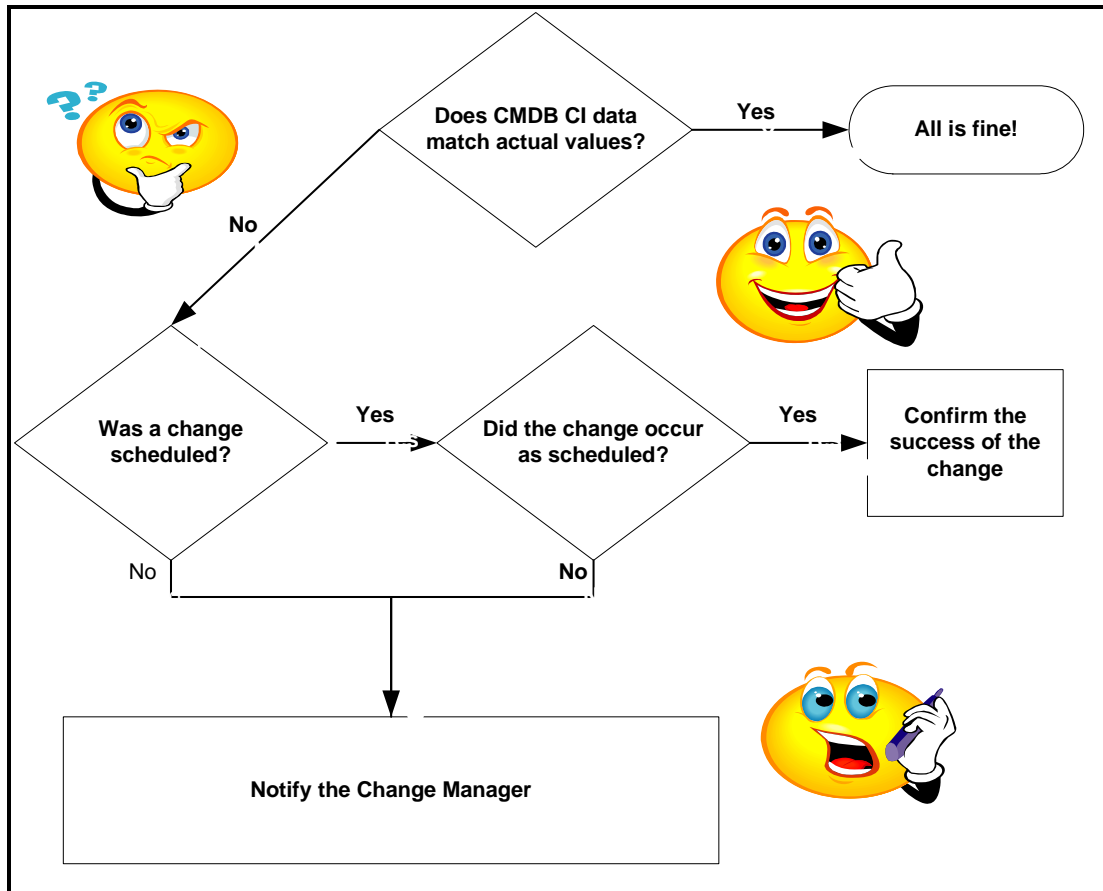 Does CMDB CI data
match actual values?
Yes
All is fine!
??
No
Was a change
scheduled?
Yes
Did the change occur
as scheduled?
Yes
Confirm the
success of the
change
No
No
Notify the Change Manager